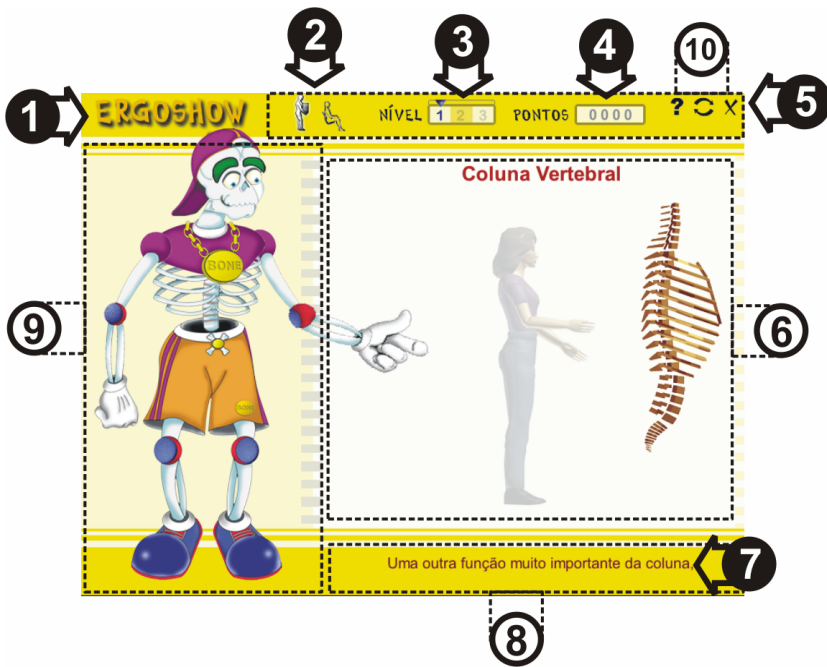 2
3
4
10
1
ERGOSHOW
NÍVEL 1 2 3
PONTOS 0000
? X
5
Coluna Vertebral
BONE
9
6
BONE
Uma outra função muito importante da coluna,
7
8